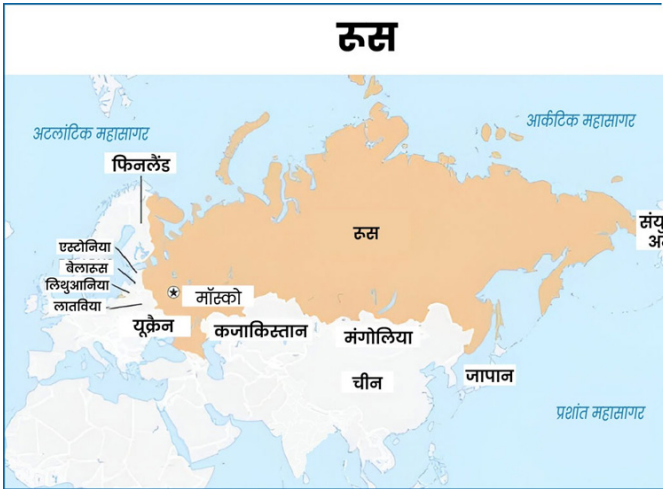 रूस
अटलांटिक महासागर
आर्कटिक महासागर
फिनलैंड
रूस
एस्टोनिया
बेलारूस
लिथुआनिया
लातविया
मॉस्को
यूक्रैन
कजाकिस्तान
मंगोलिया
चीन
जापान
प्रशांत महासागर